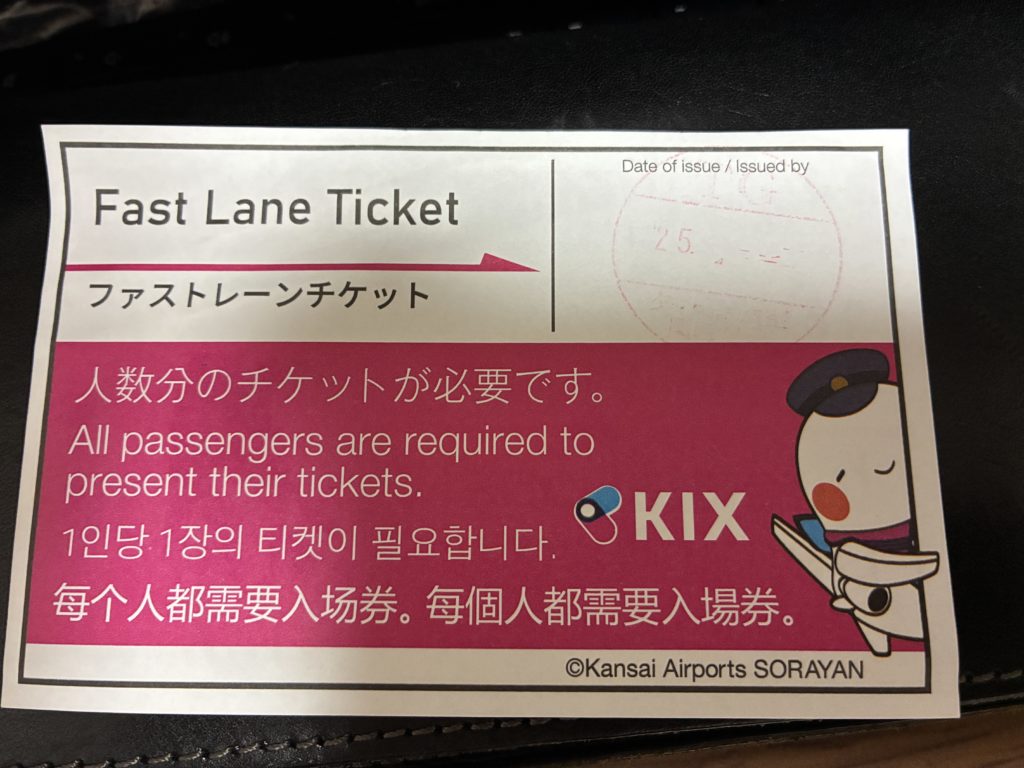 Fast Lane Ticket
ファストレーンチケット
Date of issue / Issued by
25.
人数分のチケットが必要です。
All passengers are required to
present their tickets.
KIX
1인당 1장의 티켓이 필요합니다.
每个人都需要入场券。每個人都需要入場券。
©Kansai Airports SORAYAN